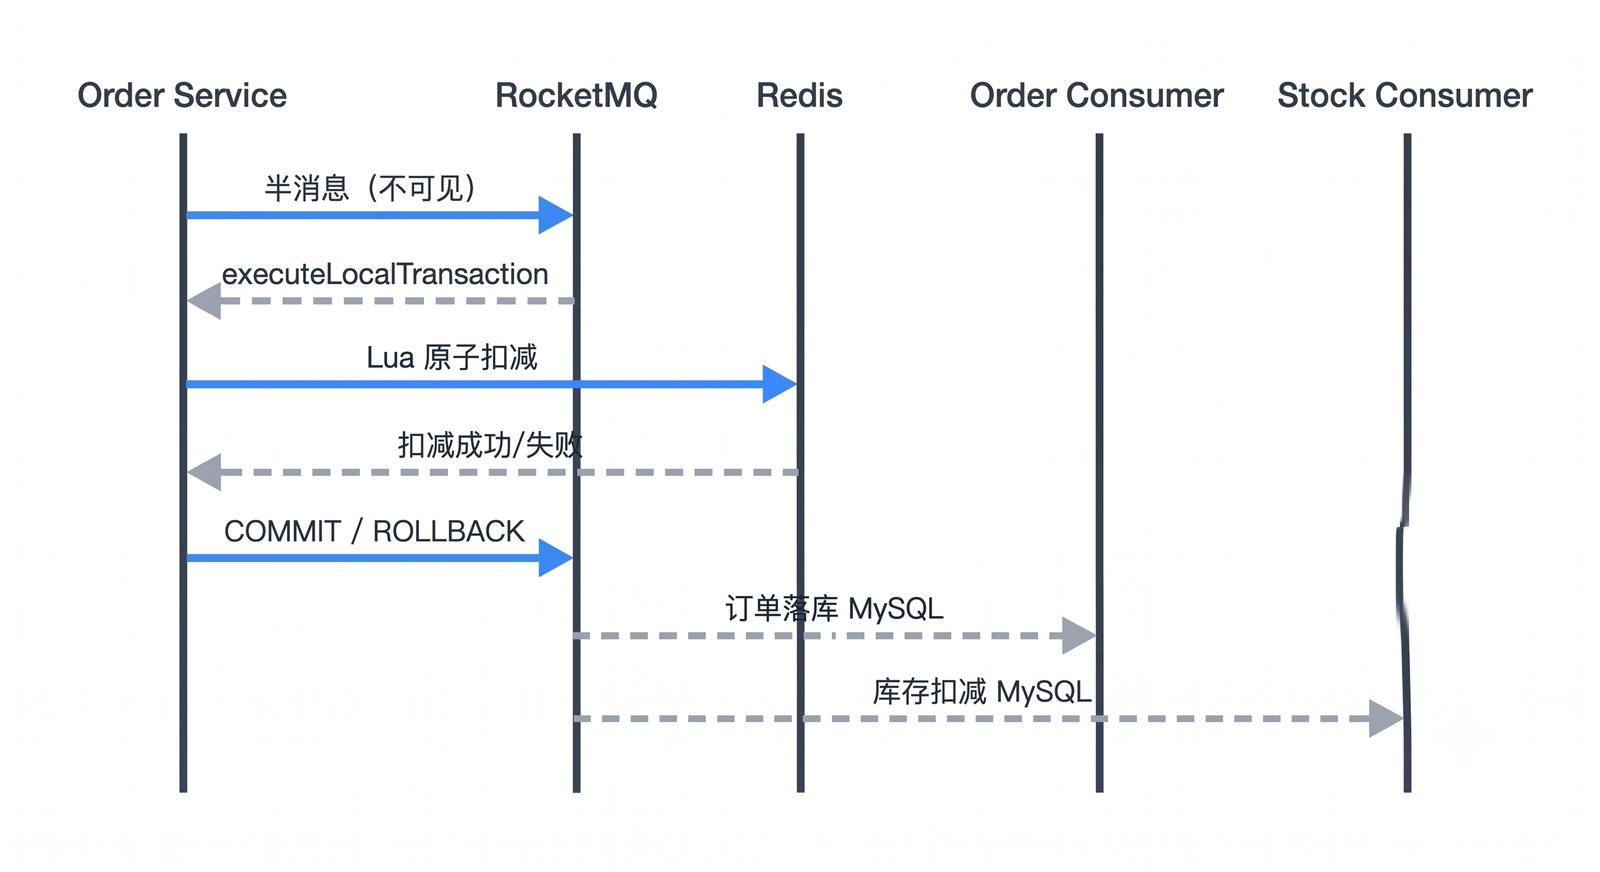 Order Service
RocketMQ
Redis
Order Consumer
Stock Consumer
半消息（不可见）
executeLocalTransaction
Lua 原子扣减
扣减成功/失败
COMMIT / ROLLBACK
订单落库 MySQL
库存扣减 MySQL